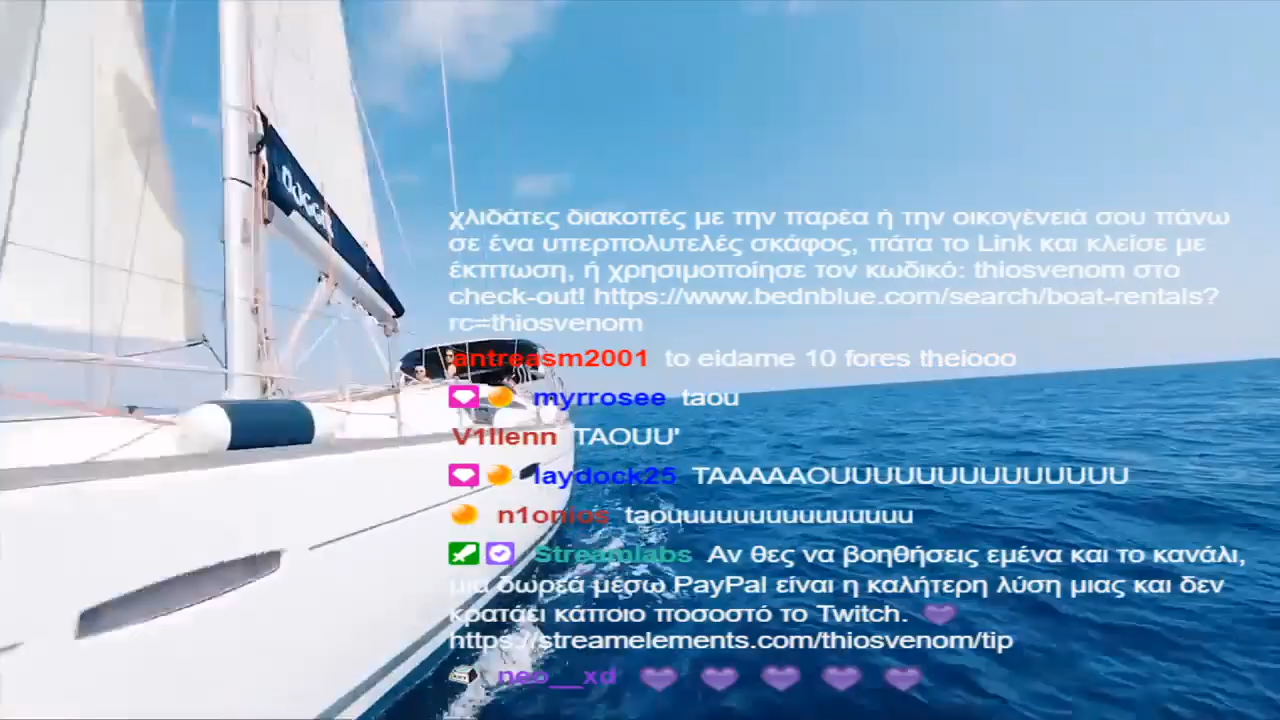 χλιδάτες διακοπές με την παρέα ή την οικογένειά σου πάνω
σε ένα υπερπολυτελές σκάφος, πάτα το Link και κλείσε με
έκπτωση, ή χρησιμοποίησε τον κωδικό: thiosvenom στο
check-out! https://www.bednblue.com/search/boat-rentals?
rc=thiosvenom
antreasm2001 to eidame 10 fores theiooo
myrrosee taou
V1llenn TAOUU'
laydock25 TAAAAAOUUUUUUUUUUUUUUU
n1onios taouuuuuuuuuuuuuuuu
Streamlabs Αν θες να βοηθήσεις εμένα και το κανάλι,
μια δωρεά μέσω PayPal είναι η καλήτερη λύση μιας και δεν
κρατάει κάποιο ποσοστό το Twitch.
https://streamelements.com/thiosvenom/tip
neo__xd